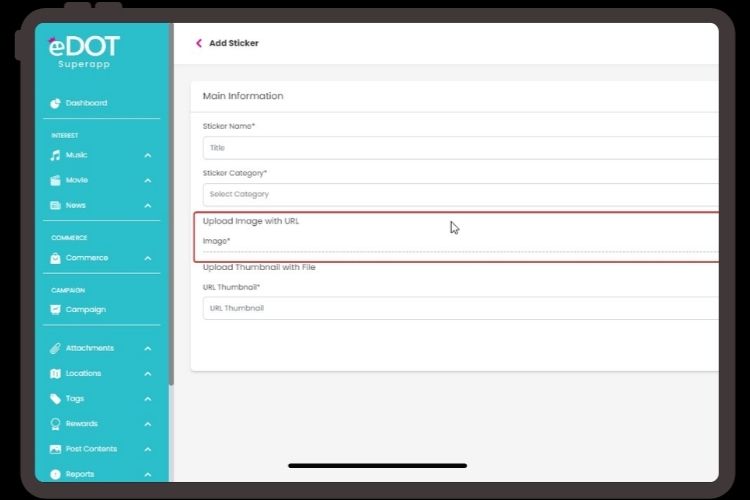 eDOT
Superapp
Dashboard
INTEREST
Music
Movie
News
COMMERCE
Commerce
CAMPAIGN
Campaign
Attachments
Locations
Tags
Rewards
Post Contents
Reports
Add Sticker
Main Information
Sticker Name*
Title
Sticker Category*
Select Category
Upload Image with URL
Image*
Upload Thumbnail with File
URL Thumbnail*
URL Thumbnail